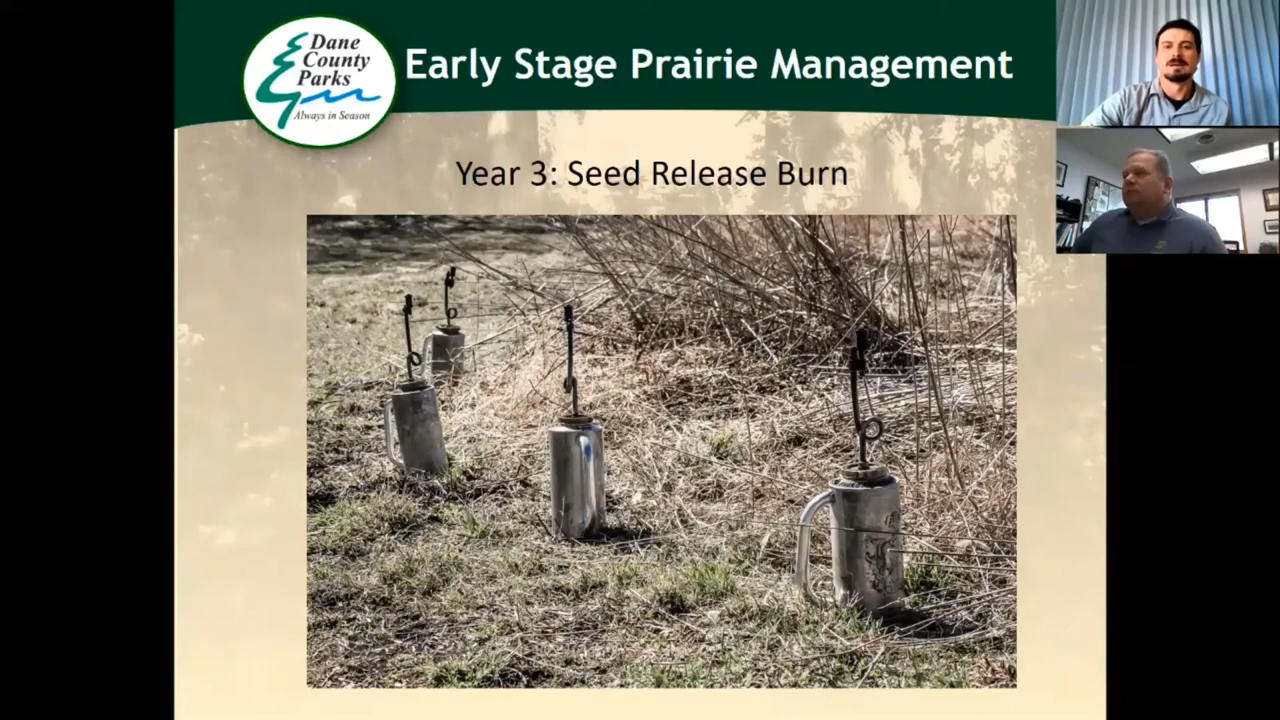 Dane
County
Parks
Always in Season
Early Stage Prairie Management
Year 3: Seed Release Burn